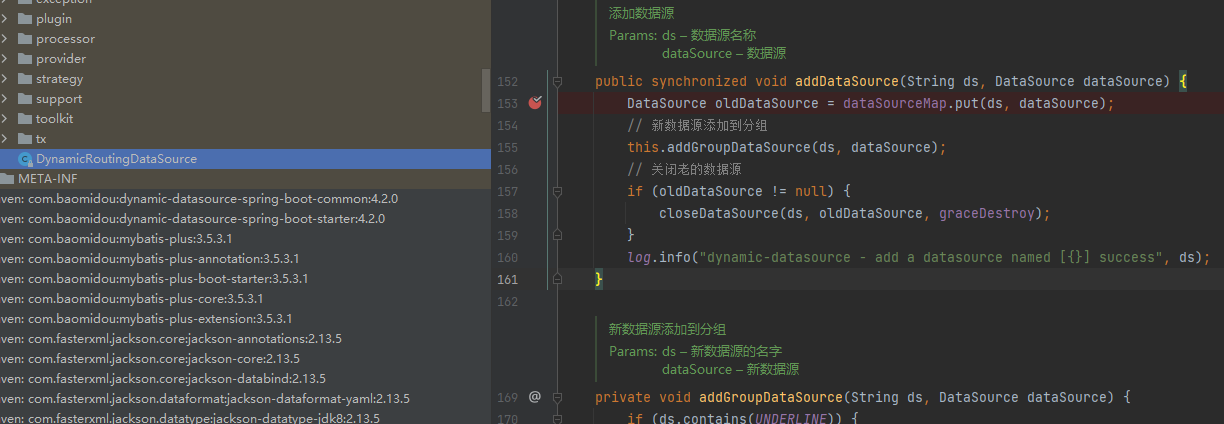 exception
plugin
processor
provider
strategy
support
toolkit
tx
DynamicRoutingDataSource
META-INF
ven: com.baomidou:dynamic-datasource-spring-boot-common:4.2.0
ven: com.baomidou:dynamic-datasource-spring-boot-starter:4.2.0
ven: com.baomidou:mybatis-plus:3.5.3.1
ven: com.baomidou:mybatis-plus-annotation:3.5.3.1
ven: com.baomidou:mybatis-plus-boot-starter:3.5.3.1
ven: com.baomidou:mybatis-plus-core:3.5.3.1
ven: com.baomidou:mybatis-plus-extension:3.5.3.1
ven: com.fasterxml.jackson.core:jackson-annotations:2.13.5
ven: com.fasterxml.jackson.core:jackson-core:2.13.5
ven: com.fasterxml.jackson.core:jackson-databind:2.13.5
ven: com.fasterxml.jackson.dataformat:jackson-dataformat-yaml:2.13.5
ven: com.fasterxml.jackson.datatype:jackson-datatype-jdk8:2.13.5
添加数据源
Params: ds – 数据源名称
dataSource – 数据源
152 public synchronized void addDataSource(String ds, DataSource dataSource) {
153 DataSource oldDataSource = dataSourceMap.put(ds, dataSource);
154 // 新数据源添加到分组
155 this.addGroupDataSource(ds, dataSource);
156 // 关闭老的数据源
157 if (oldDataSource != null) {
158 closeDataSource(ds, oldDataSource, graceDestroy);
159 }
160 log.info("dynamic-datasource - add a datasource named [{}] success", ds);
161 }
162
新数据源添加到分组
Params: ds – 新数据源的名字
dataSource – 新数据源
169 @ private void addGroupDataSource(String ds, DataSource dataSource) {
170 if (ds.contains(UNDERLINE)) {